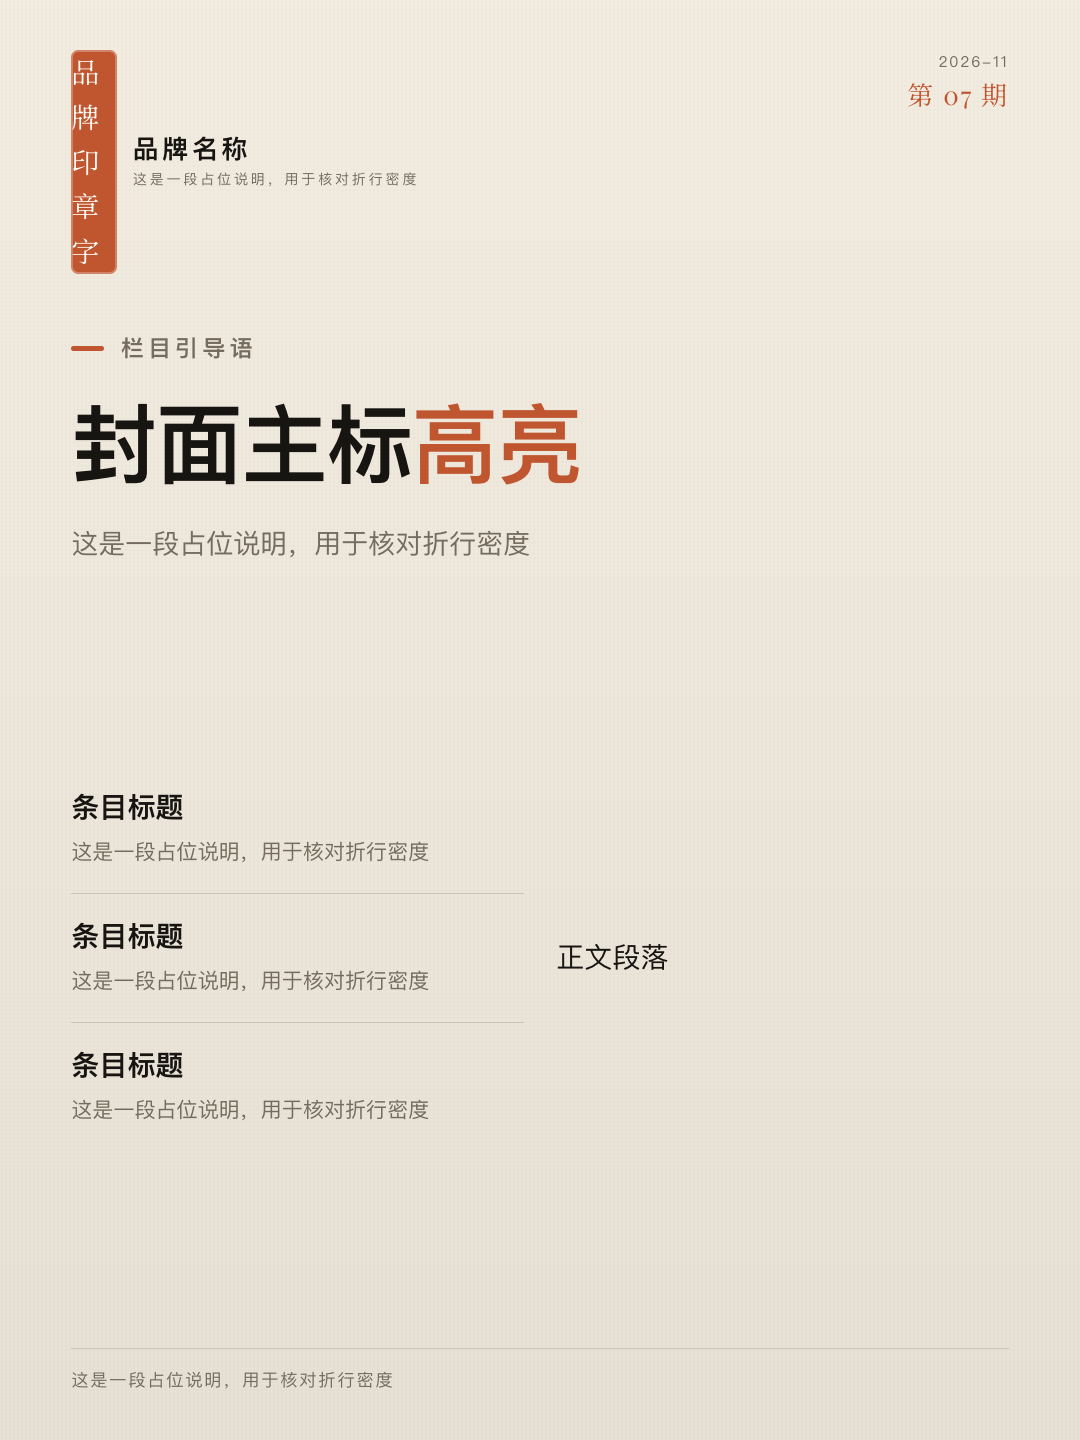 品牌印章字
品牌名称
这是一段占位说明，用于核对折行密度
2026–11
第 07 期
栏目引导语
封面主标高亮
这是一段占位说明，用于核对折行密度
条目标题
这是一段占位说明，用于核对折行密度
条目标题
这是一段占位说明，用于核对折行密度
条目标题
这是一段占位说明，用于核对折行密度
正文段落
这是一段占位说明，用于核对折行密度